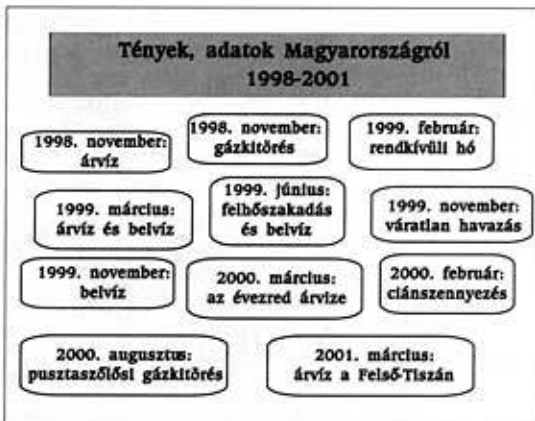 Tények, adatok Magyarországról
1998-2001
1998. november:
árvíz
1998. november:
gázkitörés
1999. február:
rendkívüli hó
1999. március:
árvíz és belvíz
1999. június:
felhőszakadás
és belvíz
1999. november:
váratlan havazás
1999. november:
belvíz
2000. március:
az évezred árvize
2000. február:
ciánszennyezés
2000. augusztus:
pusztaszőlősi gázkitörés
2001. március:
árvíz a Felső-Tiszán